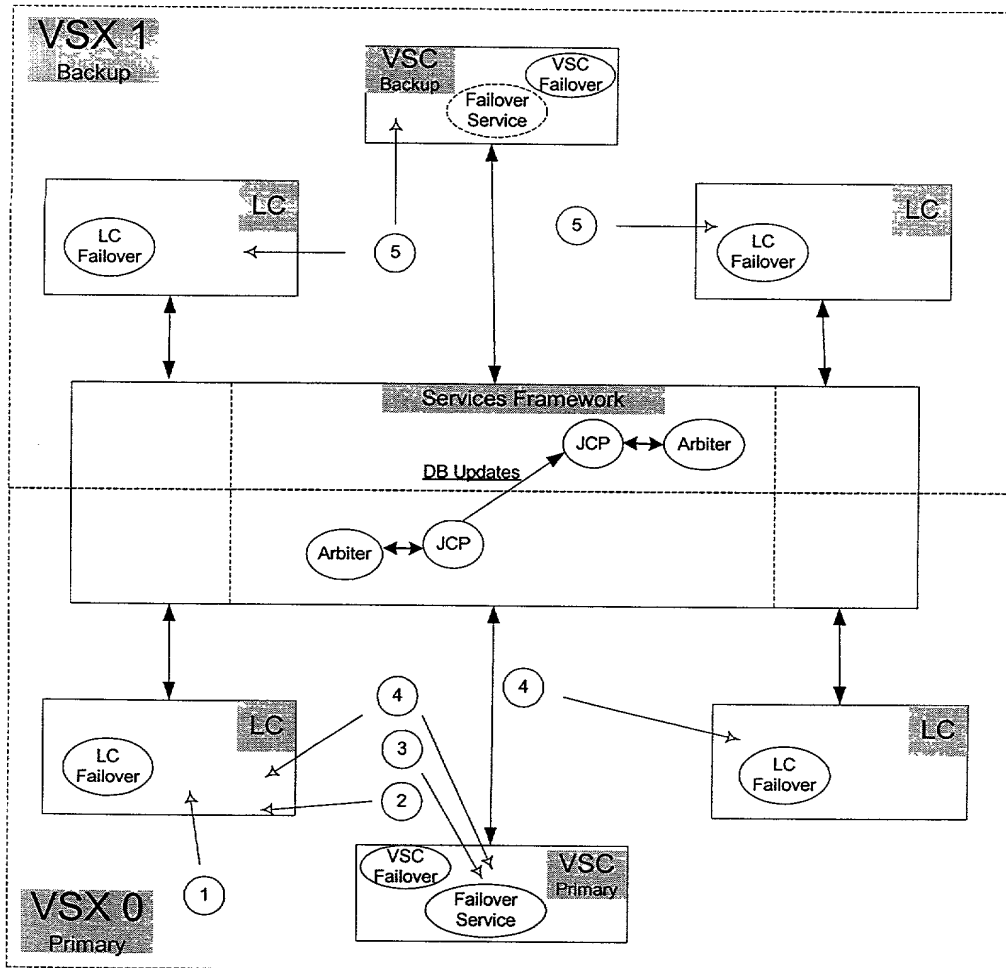 VSX 1
Backup
VSC
Backup
VSC
Failover
Failover
Service
LC
LC
Failover
5
5
LC
LC
Failover
Services Framework
JCP
Arbiter
DB Updates
Arbiter
JCP
LC
LC
Failover
4
3
2
1
4
LC
LC
Failover
VSC
Failover
VSC
Primary
Failover
Service
VSX 0
Primary